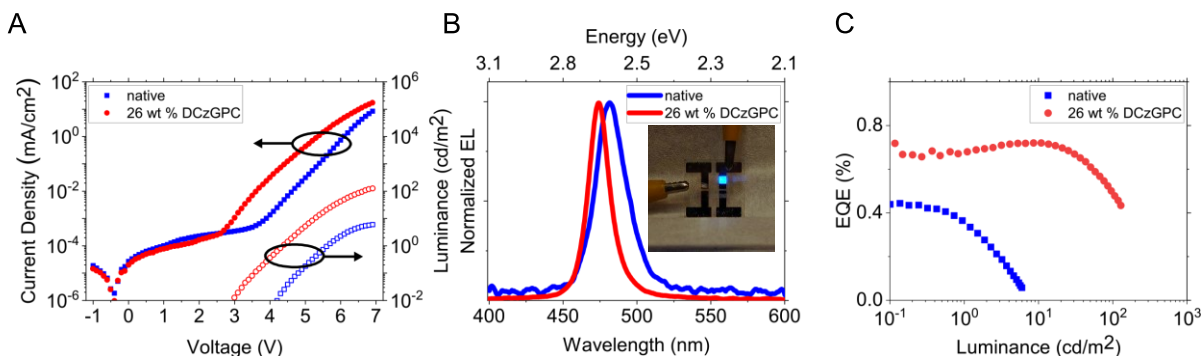 A
Current Density (mA/cm2)
10^2
10^0
10^-2
10^-4
10^-6
native
26 wt % DCzGPC
10^6
10^4
10^2
10^0
10^-2
Luminance (cd/m^2)
-1 0 1 2 3 4 5 6 7
Voltage (V)
B
Energy (eV)
3.1 2.8 2.5 2.3 2.1
Normalized EL
native
26 wt % DCzGPC
400 450 500 550 600
Wavelength (nm)
C
EQE (%)
0.8
0.4
0.0
native
26 wt % DCzGPC
10^-1 10^0 10^1 10^2 10^3
Luminance (cd/m^2)